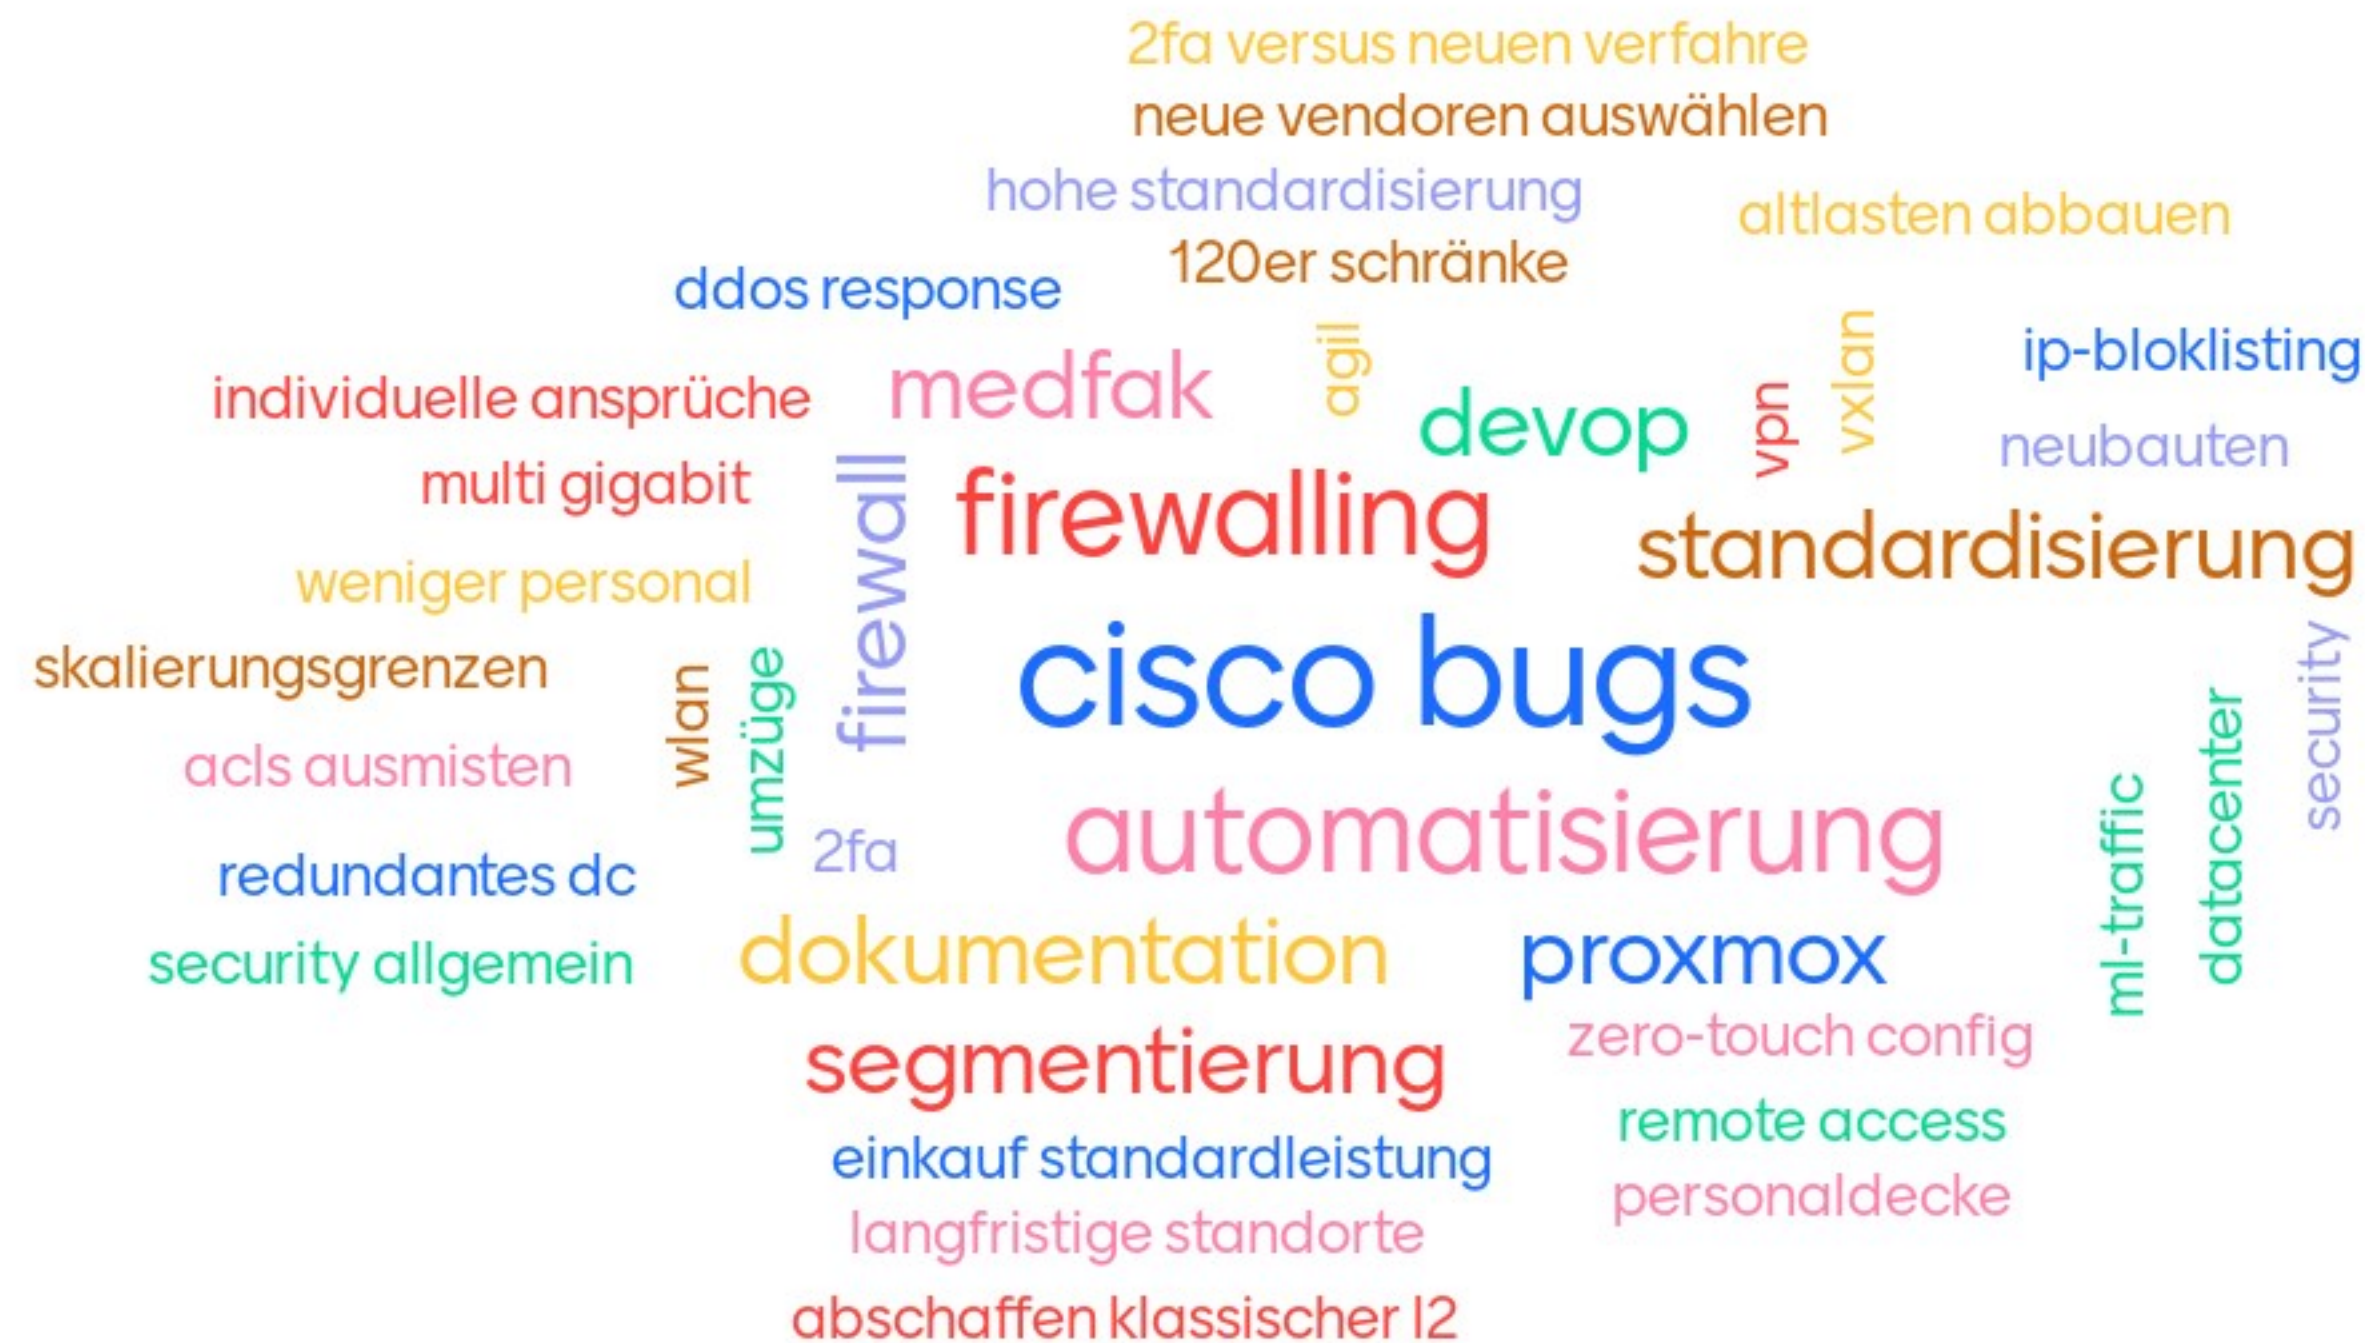 2fa versus neuen verfahre
neue vendoren auswählen
hohe standardisierung
altlasten abbauen
120er schränke
ddos response
agil
vxlan
ip-bloklisting
individuelle ansprüche
medfak
devop
vpn
neubauten
multi gigabit
firewall
firewalling
standardisierung
weniger personal
cisco bugs
security
skalierungsgrenzen
wlan
umzüge
acls ausmisten
automatisierung
ml-traffic
datacenter
2fa
redundantes dc
security allgemein
dokumentation
proxmox
zero-touch config
segmentierung
remote access
einkauf standardleistung
personaldecke
langfristige standorte
abschaffen klassischer l2